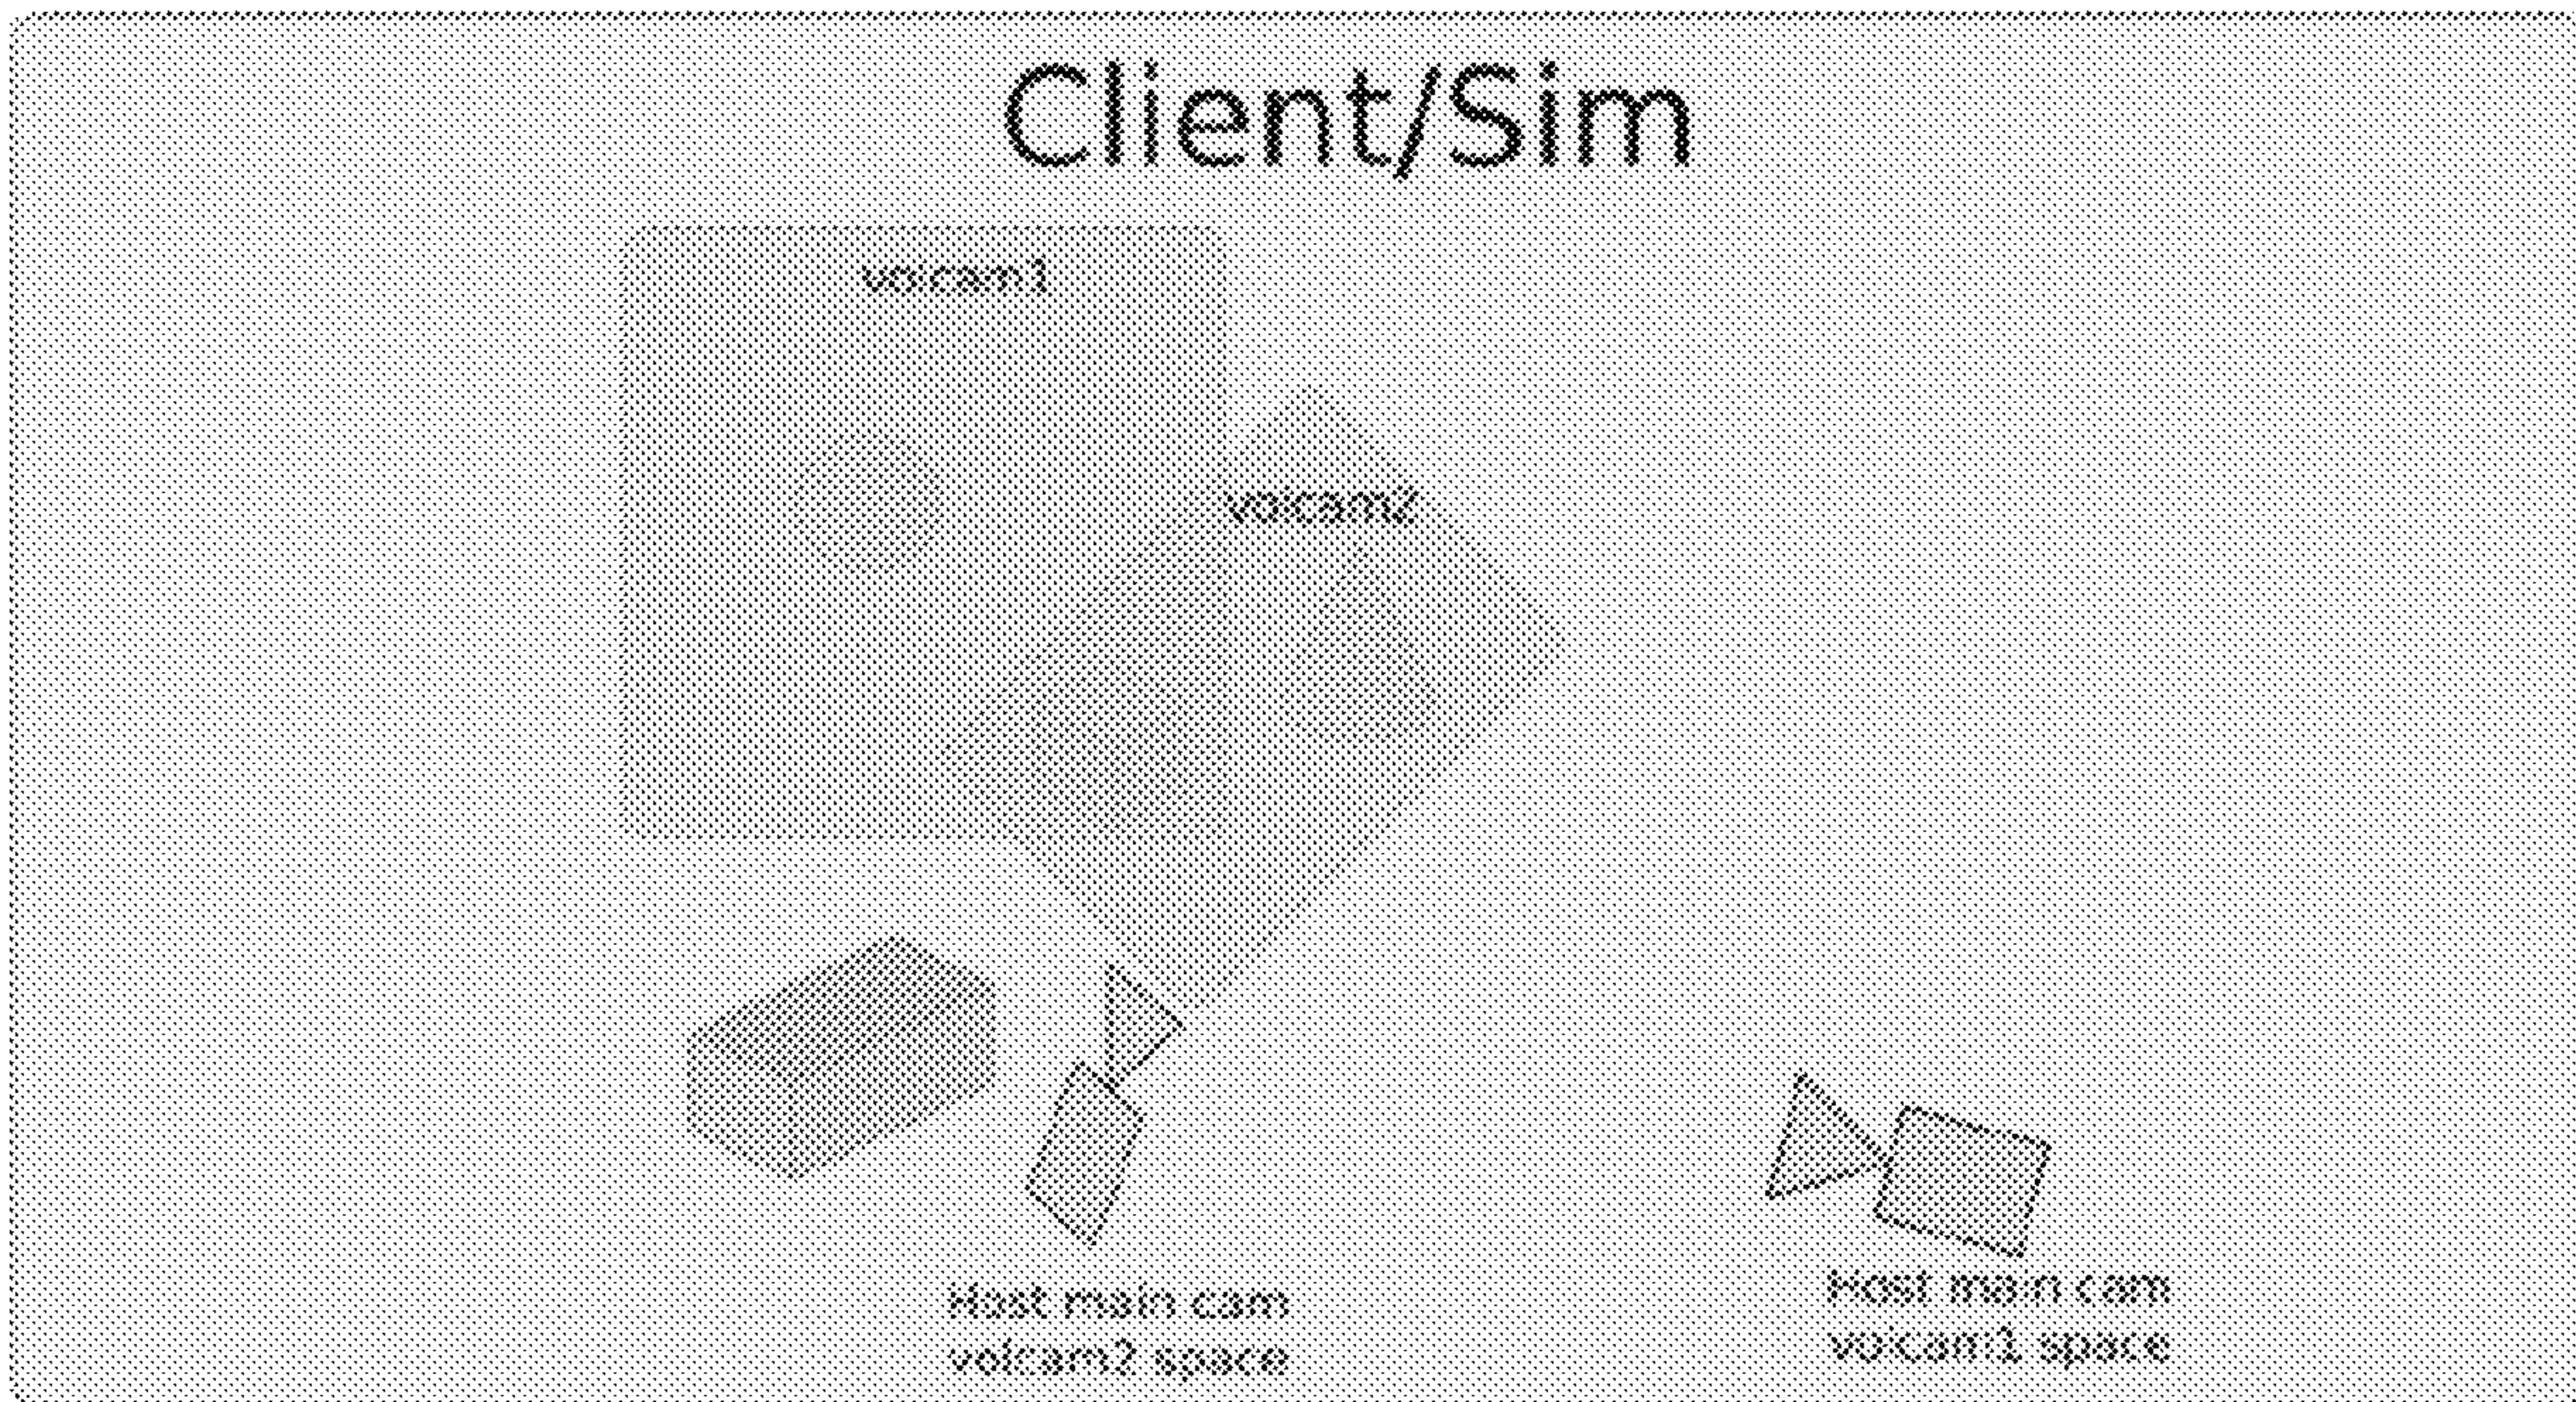 Client/Sim
volcam1
volcam2
Host main cam
volcam2 space
Host main cam
volcam1 space